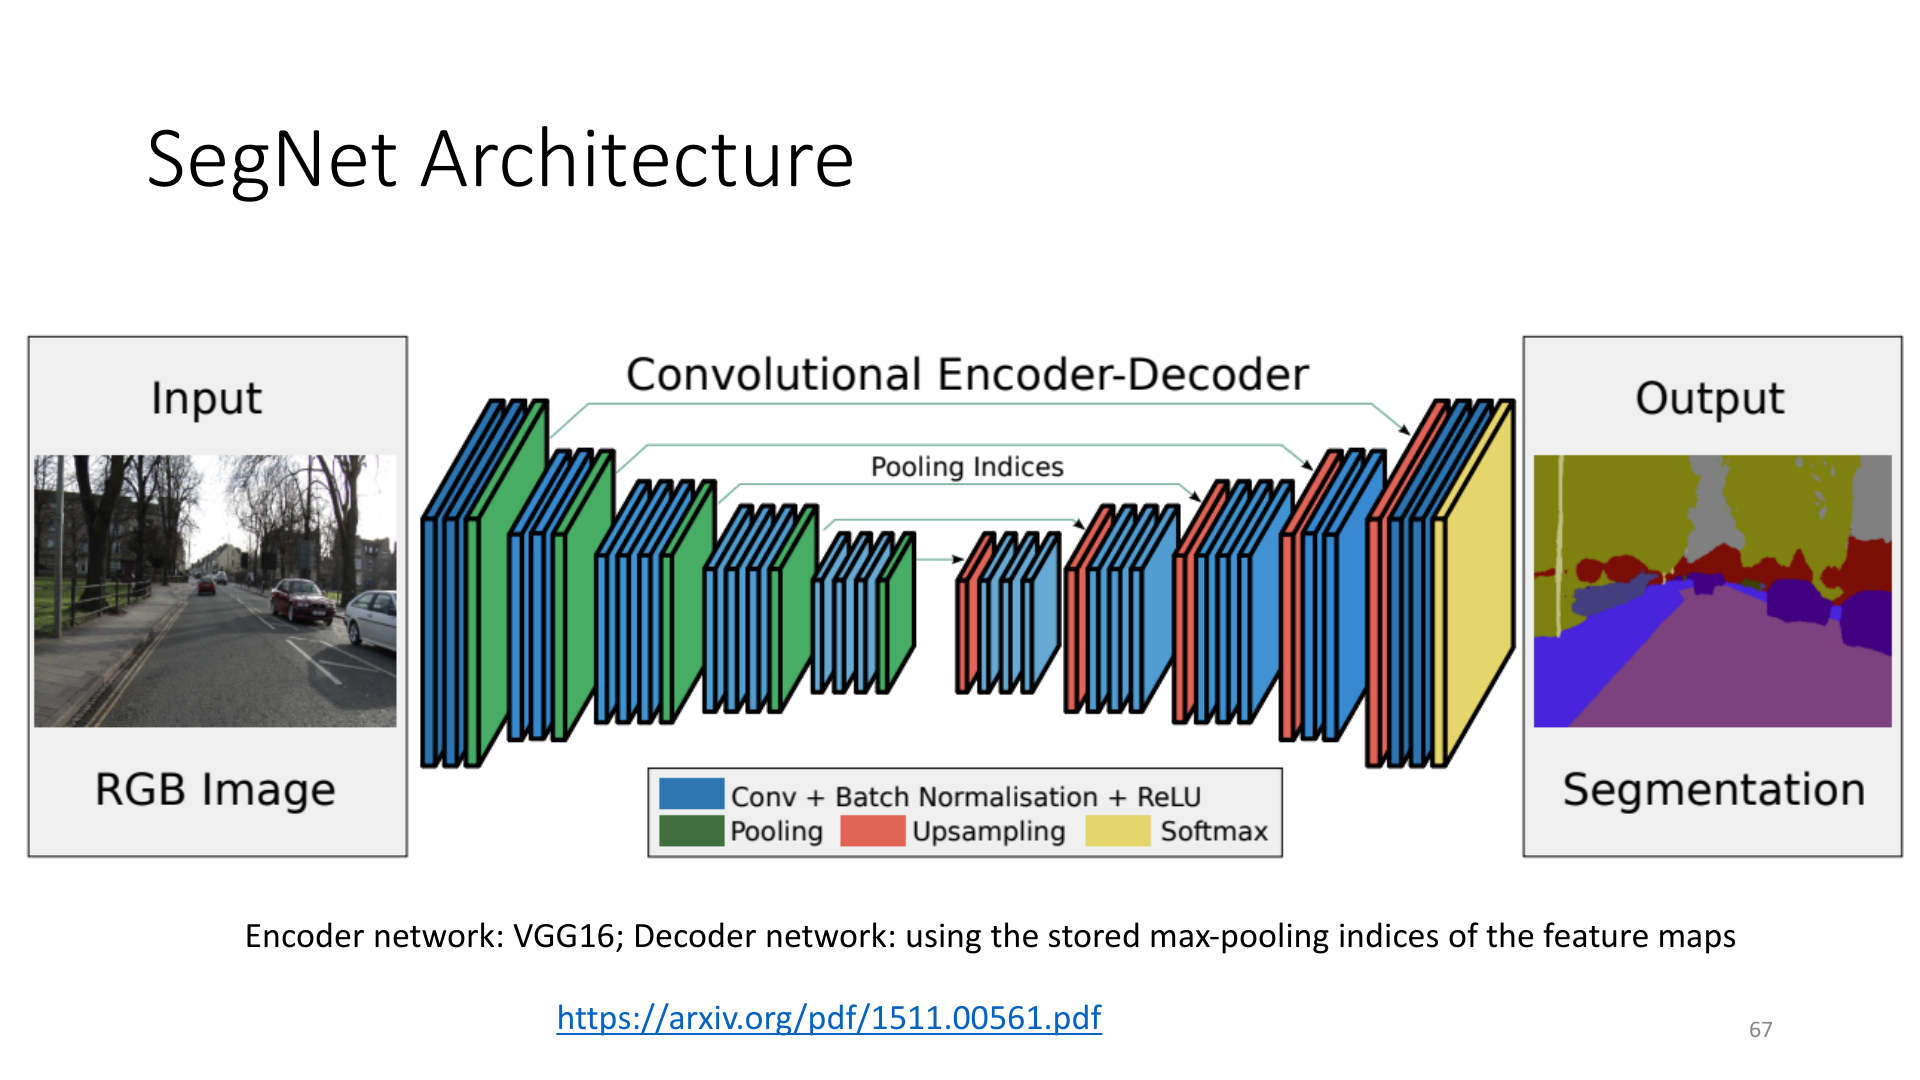 SegNet Architecture
Input
RGB Image
Convolutional Encoder-Decoder
Pooling Indices
Conv + Batch Normalisation + ReLU
Pooling Upsampling Softmax
Output
Segmentation
Encoder network: VGG16; Decoder network: using the stored max-pooling indices of the feature maps
https://arxiv.org/pdf/1511.00561.pdf
67